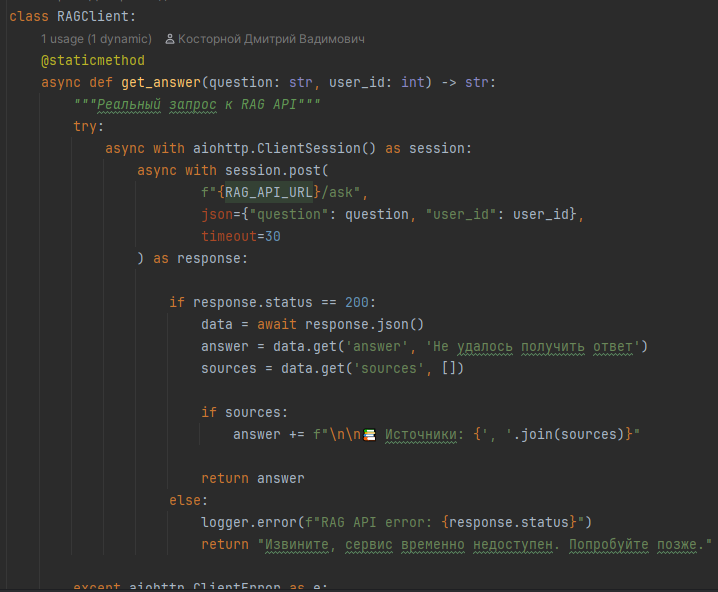 class RAGClient:
1 usage (1 dynamic) Косторной Дмитрий Вадимович
@staticmethod
async def get_answer(question: str, user_id: int) -> str:
"""Реальный запрос к RAG API"""
try:
async with aiohttp.ClientSession() as session:
async with session.post(
f"{RAG_API_URL}/ask",
json={"question": question, "user_id": user_id},
timeout=30
) as response:
if response.status == 200:
data = await response.json()
answer = data.get('answer', 'Не удалось получить ответ')
sources = data.get('sources', [])
if sources:
answer += f"\n\n📚 Источники: {', '.join(sources)}"
return answer
else:
logger.error(f"RAG API error: {response.status}")
return "Извините, сервис временно недоступен. Попробуйте позже."
except aiohttp.ClientError as e: